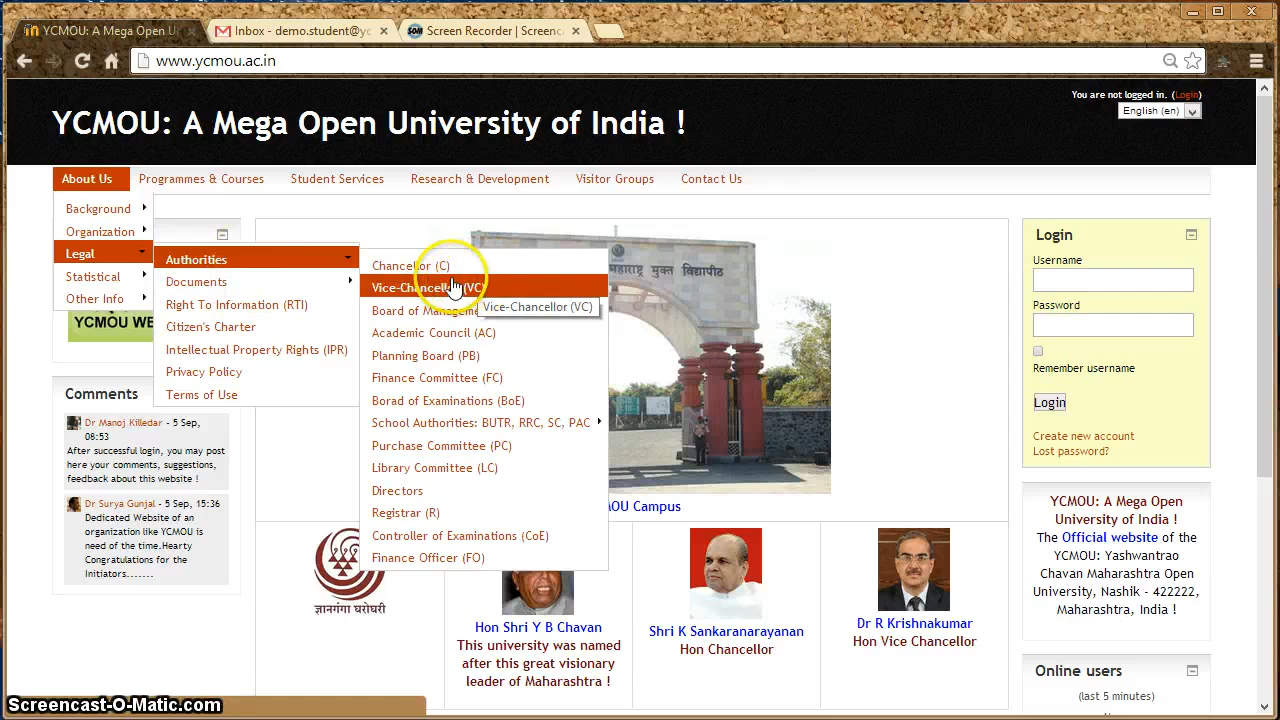 YCMOU: A Mega Open Un
Inbox - demo.student@yc
Screen Recorder | Screenc
www.ycmou.ac.in
You are not logged in. (Login)
English (en)
YCMOU: A Mega Open University of India !
About Us
Programmes & Courses
Student Services
Research & Development
Visitor Groups
Contact Us
Background
Organization
Legal
Statistical
Other Info
Authorities
Documents
Right To Information (RTI)
Citizen's Charter
Intellectual Property Rights (IPR)
Privacy Policy
Terms of Use
Chancellor (C)
Vice-Chancellor (VC)
Vice-Chancellor (VC)
Board of Manageme
Academic Council (AC)
Planning Board (PB)
Finance Committee (FC)
Borad of Examinations (BoE)
School Authorities: BUTR, RRC, SC, PAC
Purchase Committee (PC)
Library Committee (LC)
Directors
Registrar (R)
Controller of Examinations (CoE)
Finance Officer (FO)
YCMOU WE
Comments
Dr Manoj Killedar - 5 Sep,
08:53
After successful login, you may post
here your comments, suggestions,
feedback about this website !
Dr Surya Gunjal - 5 Sep, 15:36
Dedicated Website of an
organization like YCMOU is
need of the time.Hearty
Congratulations for the
Initiators.......
महाराष्ट्र मुक्त विद्यापीठ
MOU Campus
ज्ञानगंगा घरोघरी
Hon Shri Y B Chavan
This university was named
after this great visionary
leader of Maharashtra !
Shri K Sankaranarayanan
Hon Chancellor
Dr R Krishnakumar
Hon Vice Chancellor
Login
Username
Password
Remember username
Login
Create new account
Lost password?
YCMOU: A Mega Open
University of India !
The Official website of the
YCMOU: Yashwantrao
Chavan Maharashtra Open
University, Nashik - 422222,
Maharashtra, India !
Online users
(last 5 minutes)
Screencast-O-Matic.com